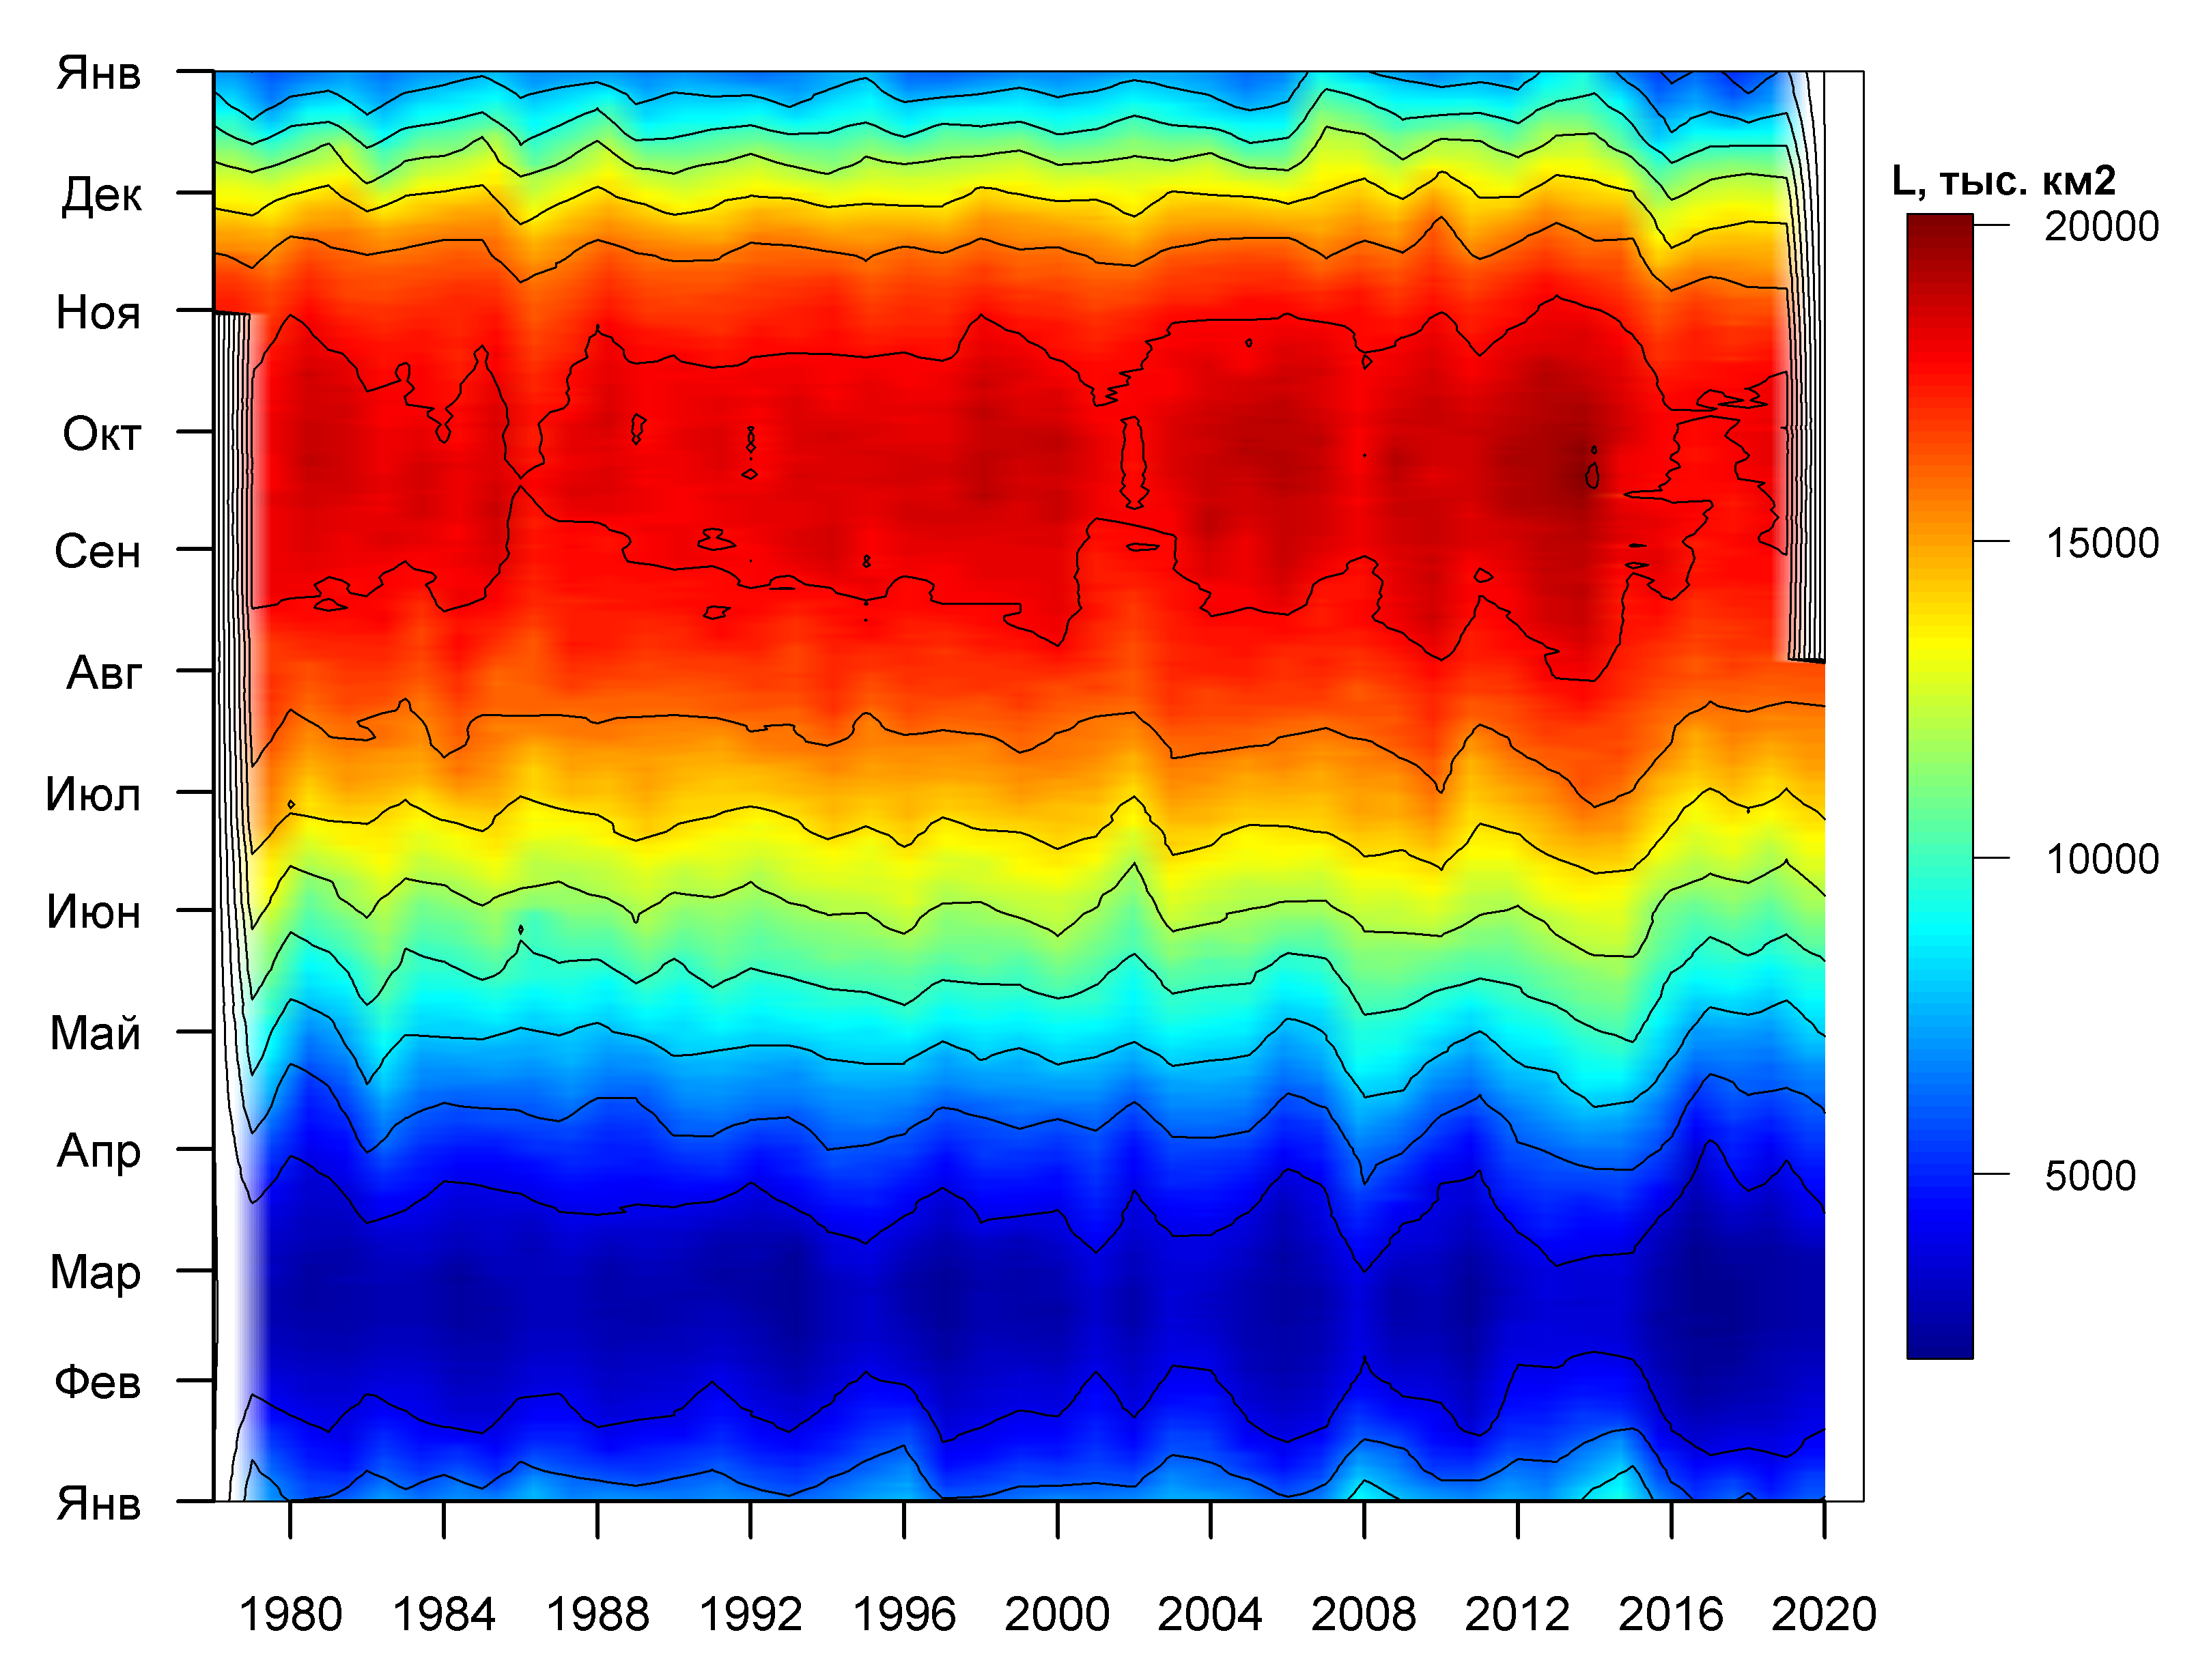 Янв
Дек
Ноя
Окт
Сен
Авг
Июл
Июн
Май
Апр
Мар
Фев
Янв
1980 1984 1988 1992 1996 2000 2004 2008 2012 2016 2020
L, тыс. км2
20000
15000
10000
5000